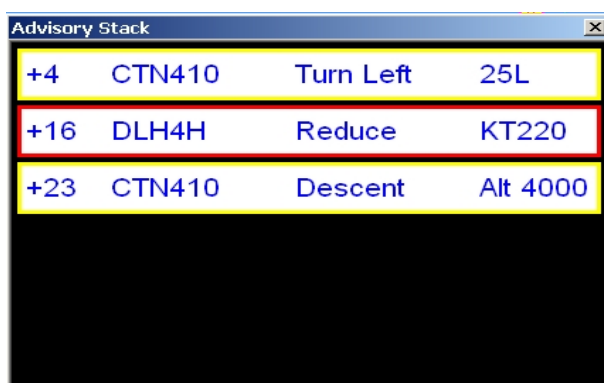 Advisory Stack
+4 CTN410 Turn Left 25L
+16 DLH4H Reduce KT220
+23 CTN410 Descent Alt 4000